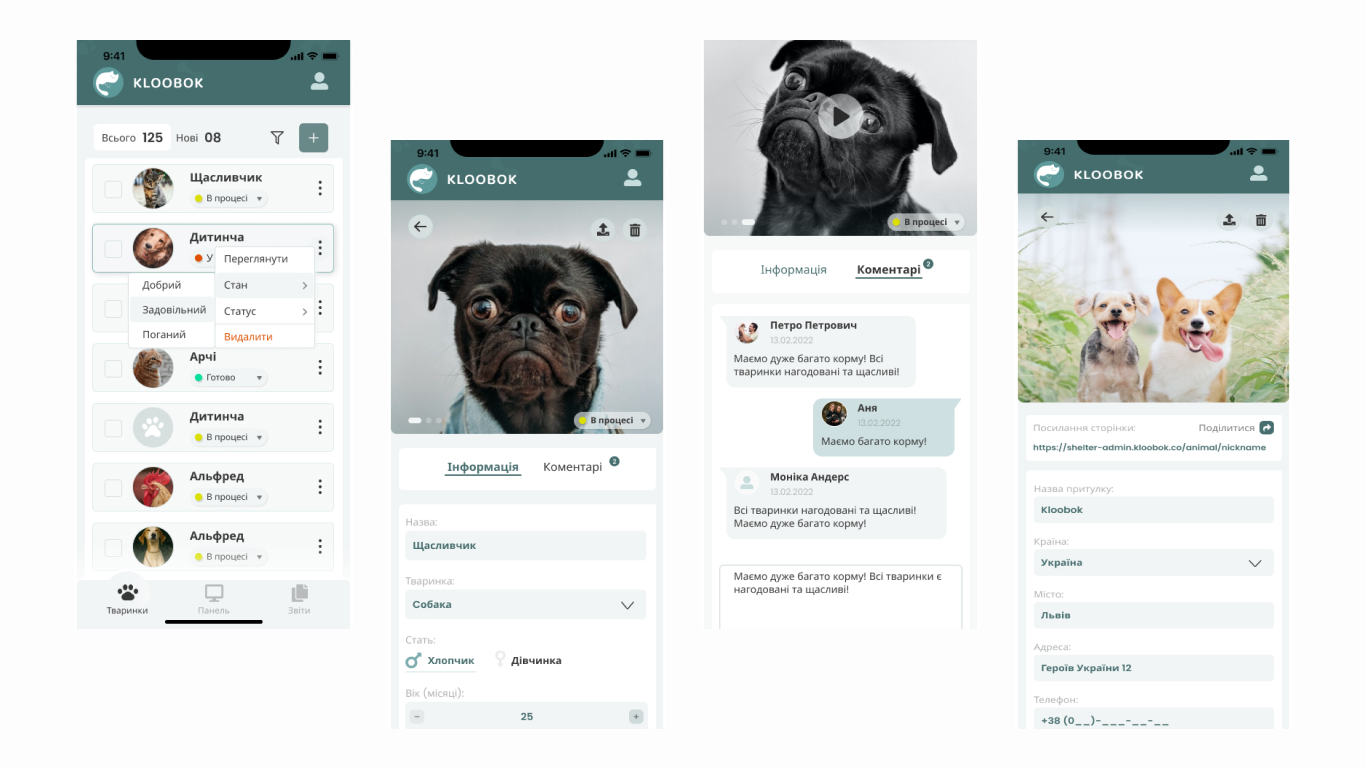 9:41
KLOOBOK
Всього 125 Нові 08
+
Щасливчик
В процесі
Дитинча
У
Переглянути
Добрий
Стан
Задовільний
Статус
Поганий
Видалити
Арчі
Готово
Дитинча
В процесі
Альфред
В процесі
Альфред
В процесі
Тваринки
Панель
Звіти
9:41
KLOOBOK
В процесі
Інформація
Коментарі 2
Назва:
Щасливчик
Тваринка:
Собака
Стать:
Хлопчик
Дівчинка
Вік (місяці):
− 25 +
В процесі
Інформація
Коментарі 2
Петро Петрович
13.02.2022
Маємо дуже багато корму! Всі
тваринки нагодовані та щасливі!
Аня
13.02.2022
Маємо багато корму!
Моніка Андерс
13.02.2022
Всі тваринки нагодовані та щасливі!
Маємо дуже багато корму!
Маємо дуже багато корму! Всі тваринки є
нагодовані та щасливі!
9:41
KLOOBOK
Посилання сторінки:
Поділитися
https://shelter-admin.kloobok.co/animal/nickname
Назва притулку:
Kloobok
Країна:
Україна
Місто:
Львів
Адреса:
Героїв України 12
Телефон:
+38 (0__)-___-__-__